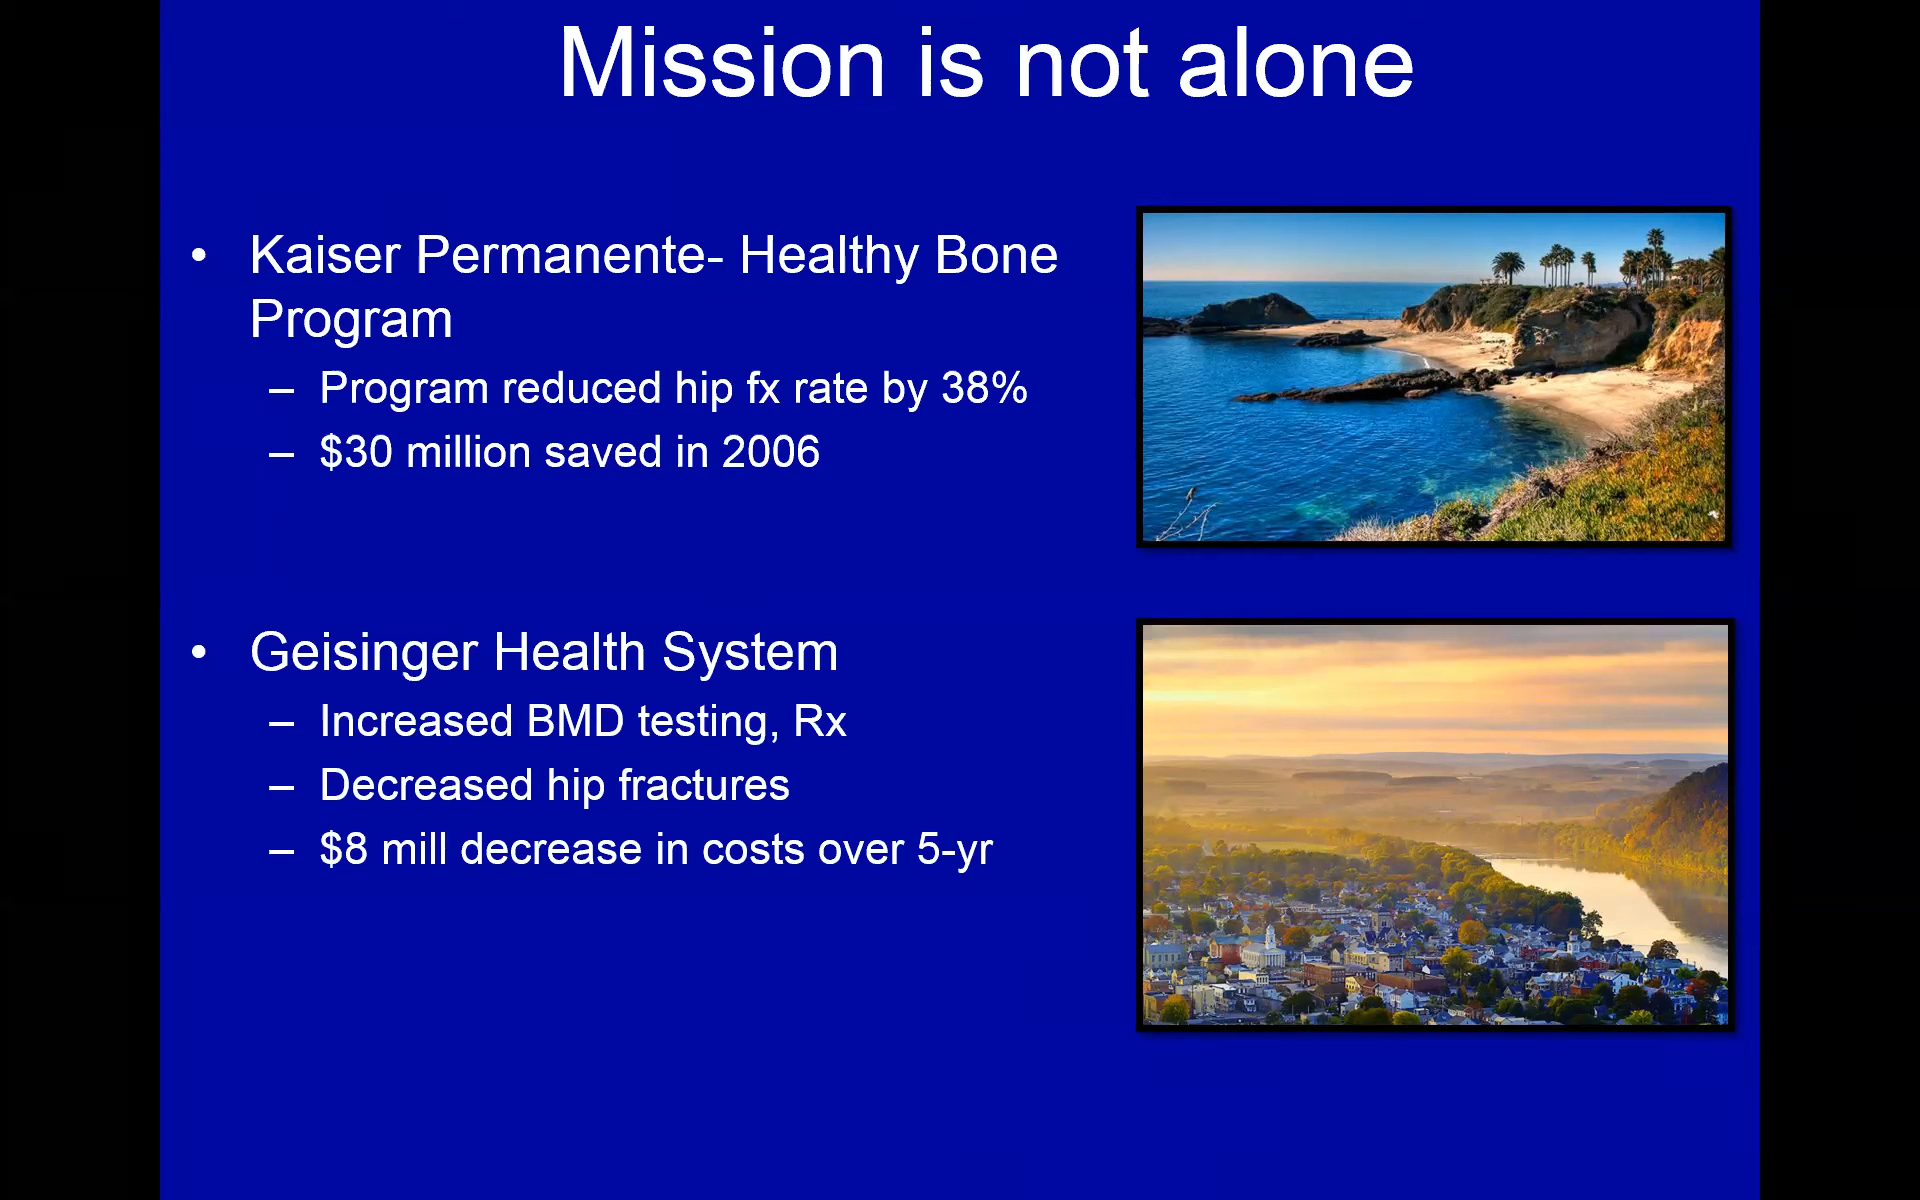 Mission is not alone
• Kaiser Permanente- Healthy Bone
Program
– Program reduced hip fx rate by 38%
– $30 million saved in 2006
• Geisinger Health System
– Increased BMD testing, Rx
– Decreased hip fractures
– $8 mill decrease in costs over 5-yr